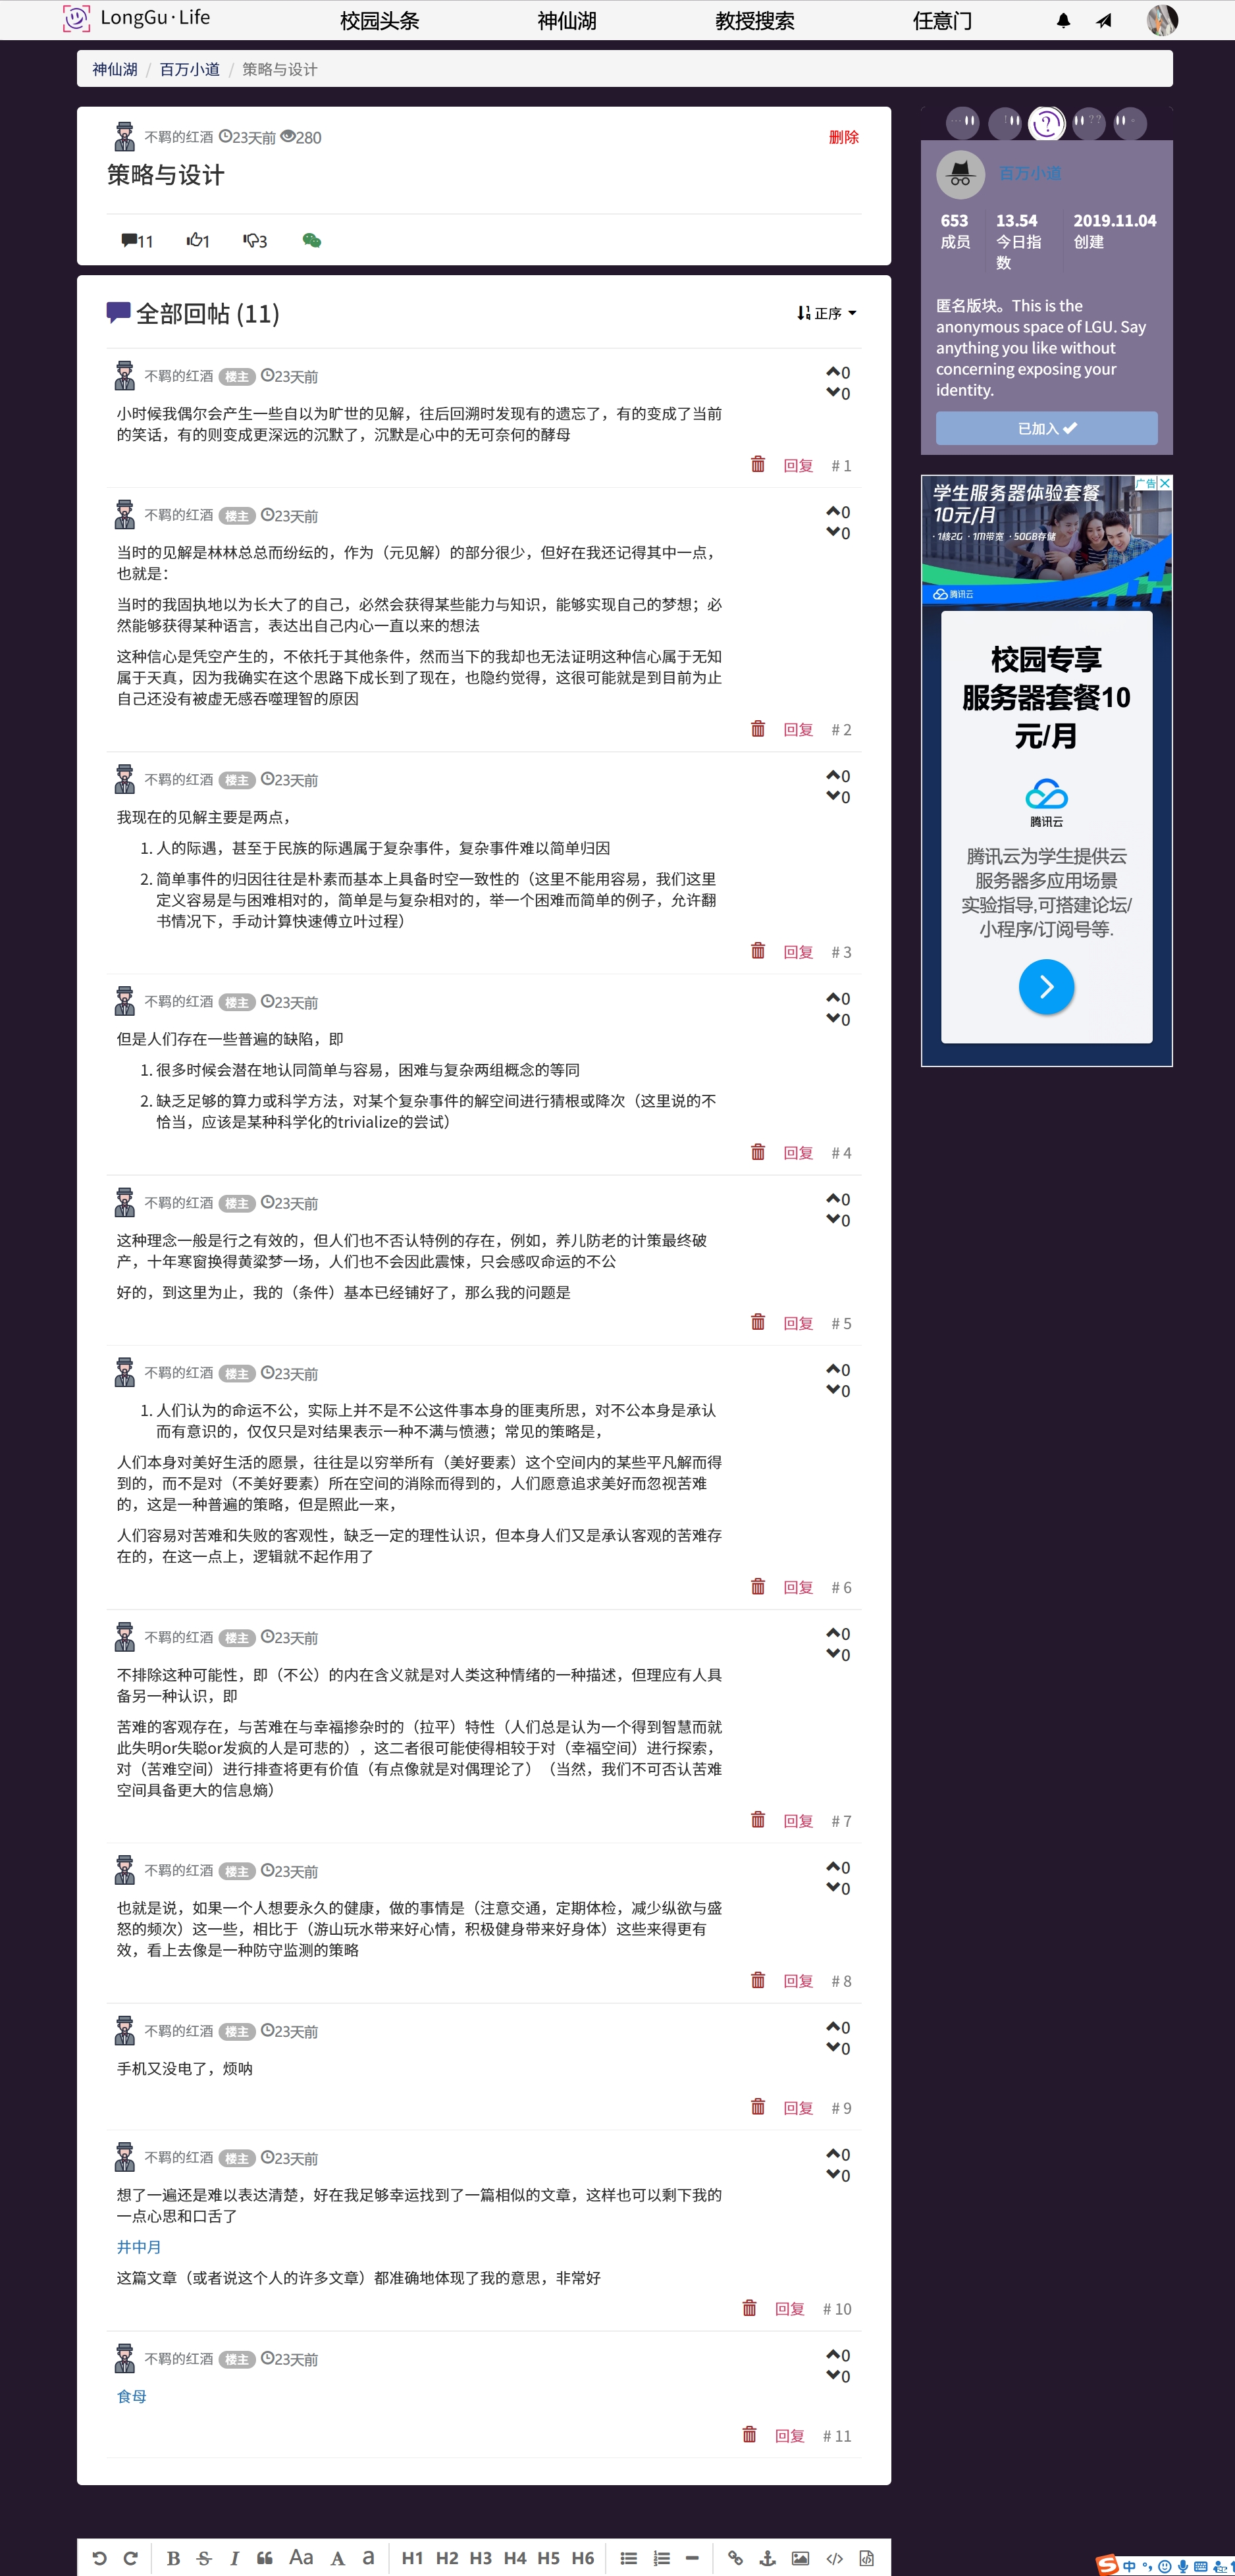 LongGu·Life
校园头条
神仙湖
教授搜索
任意门
神仙湖 / 百万小道 / 策略与设计
不羁的红酒 23天前 280
删除
策略与设计
11 1 3
全部回帖 (11)
正序
不羁的红酒 楼主 23天前
0
0
小时候我偶尔会产生一些自以为旷世的见解，往后回溯时发现有的遗忘了，有的变成了当前
的笑话，有的则变成更深远的沉默了，沉默是心中的无可奈何的酵母
回复 # 1
不羁的红酒 楼主 23天前
0
0
当时的见解是林林总总而纷纭的，作为（元见解）的部分很少，但好在我还记得其中一点，
也就是：
当时的我固执地以为长大了的自己，必然会获得某些能力与知识，能够实现自己的梦想；必
然能够获得某种语言，表达出自己内心一直以来的想法
这种信心是凭空产生的，不依托于其他条件，然而当下的我却也无法证明这种信心属于无知
属于天真，因为我确实在这个思路下成长到了现在，也隐约觉得，这很可能就是到目前为止
自己还没有被虚无感吞噬理智的原因
回复 # 2
不羁的红酒 楼主 23天前
0
0
我现在的见解主要是两点，
1. 人的际遇，甚至于民族的际遇属于复杂事件，复杂事件难以简单归因
2. 简单事件的归因往往是朴素而基本上具备时空一致性的（这里不能用容易，我们这里
定义容易是与困难相对的，简单是与复杂相对的，举一个困难而简单的例子，允许翻
书情况下，手动计算快速傅立叶过程）
回复 # 3
不羁的红酒 楼主 23天前
0
0
但是人们存在一些普遍的缺陷，即
1. 很多时候会潜在地认同简单与容易，困难与复杂两组概念的等同
2. 缺乏足够的算力或科学方法，对某个复杂事件的解空间进行猜根或降次（这里说的不
恰当，应该是某种科学化的trivialize的尝试）
回复 # 4
不羁的红酒 楼主 23天前
0
0
这种理念一般是行之有效的，但人们也不否认特例的存在，例如，养儿防老的计策最终破
产，十年寒窗换得黄粱梦一场，人们也不会因此震悚，只会感叹命运的不公
好的，到这里为止，我的（条件）基本已经铺好了，那么我的问题是
回复 # 5
不羁的红酒 楼主 23天前
0
0
1. 人们认为的命运不公，实际上并不是不公这件事本身的匪夷所思，对不公本身是承认
而有意识的，仅仅只是对结果表示一种不满与愤懑；常见的策略是，
人们本身对美好生活的愿景，往往是以穷举所有（美好要素）这个空间内的某些平凡解而得
到的，而不是对（不美好要素）所在空间的消除而得到的，人们愿意追求美好而忽视苦难
的，这是一种普遍的策略，但是照此一来，
人们容易对苦难和失败的客观性，缺乏一定的理性认识，但本身人们又是承认客观的苦难存
在的，在这一点上，逻辑就不起作用了
回复 # 6
不羁的红酒 楼主 23天前
0
0
不排除这种可能性，即（不公）的内在含义就是对人类这种情绪的一种描述，但理应有人具
备另一种认识，即
苦难的客观存在，与苦难在与幸福掺杂时的（拉平）特性（人们总是认为一个得到智慧而就
此失明or失聪or发疯的人是可悲的），这二者很可能使得相较于对（幸福空间）进行探索，
对（苦难空间）进行排查将更有价值（有点像就是对偶理论了）（当然，我们不可否认苦难
空间具备更大的信息熵）
回复 # 7
不羁的红酒 楼主 23天前
0
0
也就是说，如果一个人想要永久的健康，做的事情是（注意交通，定期体检，减少纵欲与盛
怒的频次）这一些，相比于（游山玩水带来好心情，积极健身带来好身体）这些来得更有
效，看上去像是一种防守监测的策略
回复 # 8
不羁的红酒 楼主 23天前
0
0
手机又没电了，烦呐
回复 # 9
不羁的红酒 楼主 23天前
0
0
想了一遍还是难以表达清楚，好在我足够幸运找到了一篇相似的文章，这样也可以剩下我的
一点心思和口舌了
井中月
这篇文章（或者说这个人的许多文章）都准确地体现了我的意思，非常好
回复 # 10
不羁的红酒 楼主 23天前
0
0
食母
回复 # 11
B S I Aa A a H1 H2 H3 H4 H5 H6
百万小道
653 13.54 2019.11.04
成员 今日指 创建
数
匿名版块。This is the
anonymous space of LGU. Say
anything you like without
concerning exposing your
identity.
已加入
广告
学生服务器体验套餐
10元/月
·1核2G ·1M带宽 ·50GB存储
腾讯云
校园专享
服务器套餐10
元/月
腾讯云
腾讯云为学生提供云
服务器多应用场景
实验指导,可搭建论坛/
小程序/订阅号等.
中